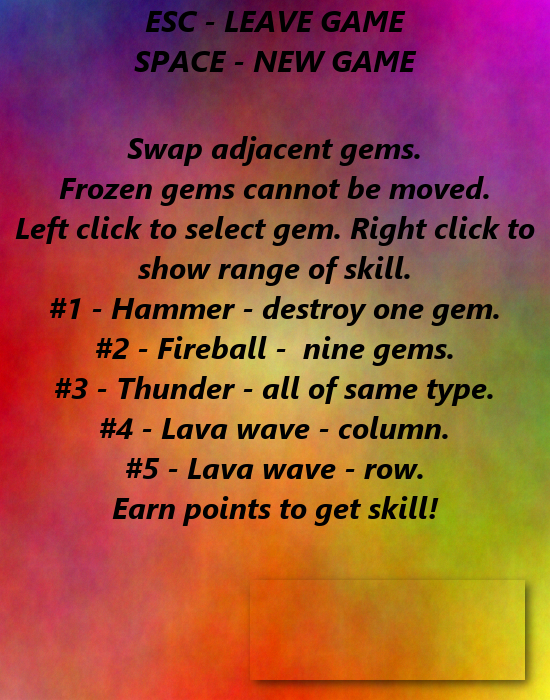 ESC - LEAVE GAME
SPACE - NEW GAME
Swap adjacent gems.
Frozen gems cannot be moved.
Left click to select gem. Right click to
show range of skill.
#1 - Hammer - destroy one gem.
#2 - Fireball -  nine gems.
#3 - Thunder - all of same type.
#4 - Lava wave - column.
#5 - Lava wave - row.
Earn points to get skill!